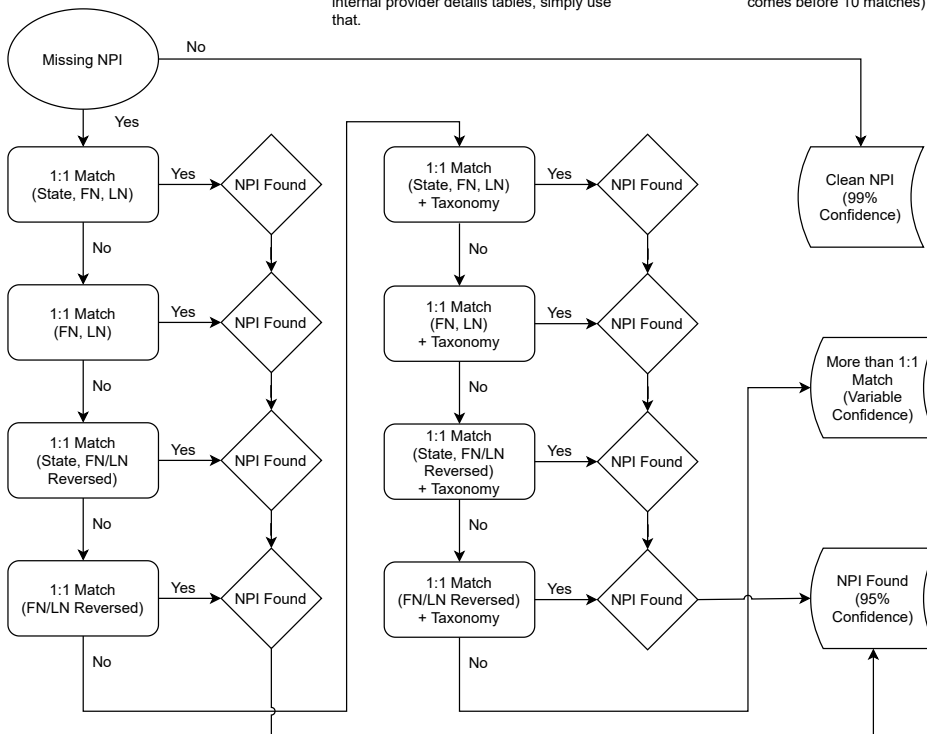 internal provider details tables, simply use
that.
comes before 10 matches)
Missing NPI
No
Yes
1:1 Match
(State, FN, LN)
Yes
NPI Found
No
1:1 Match
(FN, LN)
Yes
NPI Found
No
1:1 Match
(State, FN/LN
Reversed)
Yes
NPI Found
No
1:1 Match
(FN/LN Reversed)
Yes
NPI Found
No
1:1 Match
(State, FN, LN)
+ Taxonomy
Yes
NPI Found
No
1:1 Match
(FN, LN)
+ Taxonomy
Yes
NPI Found
No
1:1 Match
(State, FN/LN
Reversed)
+ Taxonomy
Yes
NPI Found
No
1:1 Match
(FN/LN Reversed)
+ Taxonomy
Yes
NPI Found
No
Clean NPI
(99%
Confidence)
More than 1:1
Match
(Variable
Confidence)
NPI Found
(95%
Confidence)